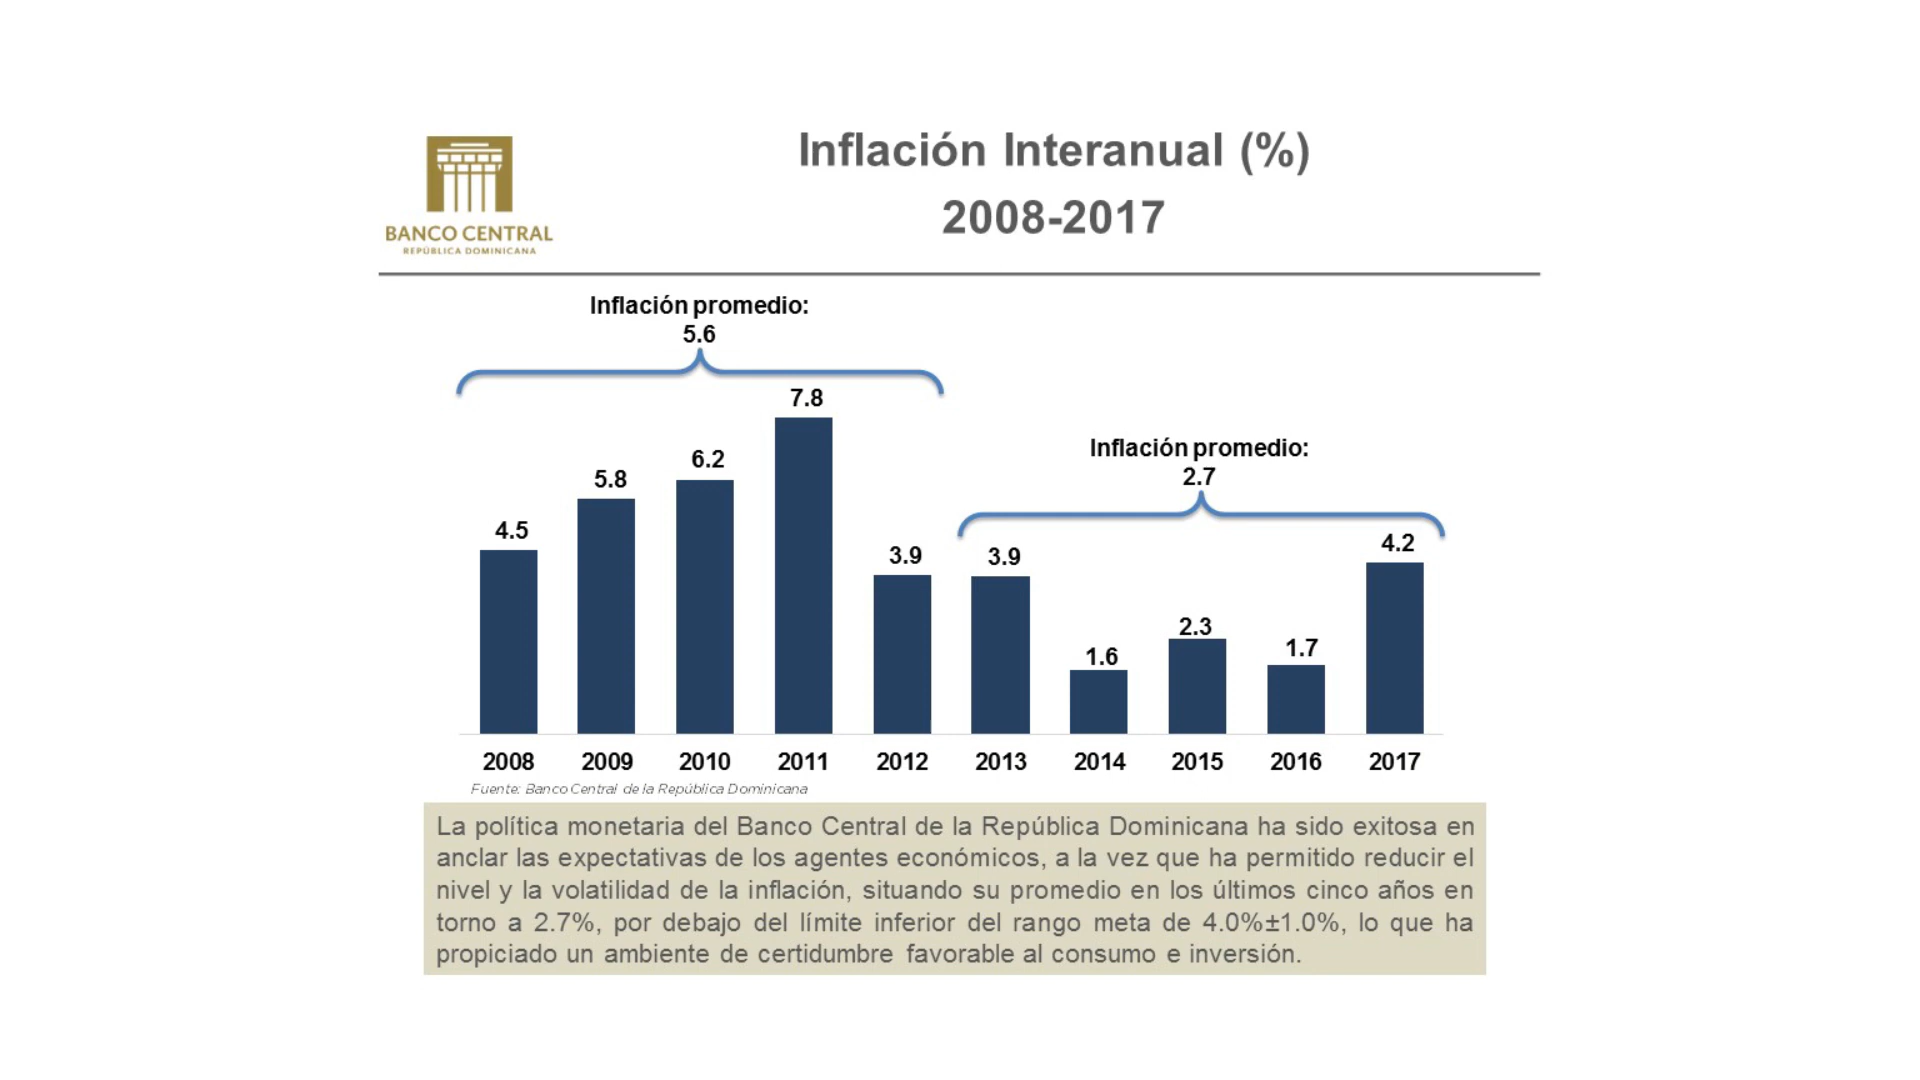 BANCO CENTRAL
REPÚBLICA DOMINICANA
Inflación Interanual (%)
2008-2017
Inflación promedio:
5.6
Inflación promedio:
2.7
4.5
5.8
6.2
7.8
3.9
3.9
1.6
2.3
1.7
4.2
2008 2009 2010 2011 2012 2013 2014 2015 2016 2017
Fuente: Banco Central de la República Dominicana
La política monetaria del Banco Central de la República Dominicana ha sido exitosa en
anclar las expectativas de los agentes económicos, a la vez que ha permitido reducir el
nivel y la volatilidad de la inflación, situando su promedio en los últimos cinco años en
torno a 2.7%, por debajo del límite inferior del rango meta de 4.0%±1.0%, lo que ha
propiciado un ambiente de certidumbre favorable al consumo e inversión.